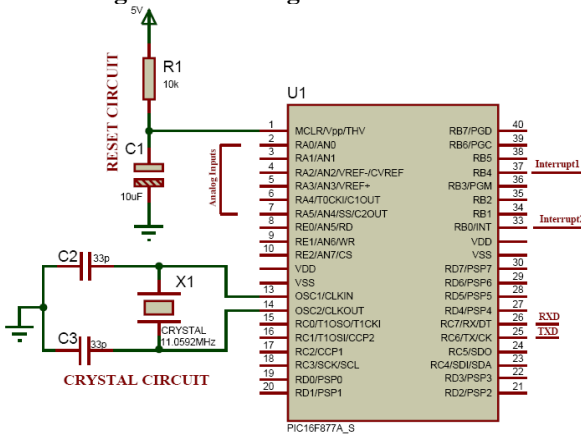 5V
R1
10k
RESET CIRCUIT
C1
10uF
U1
1 MCLR/Vpp/THV
2 RA0/AN0
3 RA1/AN1
4 RA2/AN2/VREF-/CVREF
5 RA3/AN3/VREF+
6 RA4/T0CKI/C1OUT
7 RA5/AN4/SS/C2OUT
8 RE0/AN5/RD
9 RE1/AN6/WR
10 RE2/AN7/CS
VDD
VSS
13 OSC1/CLKIN
14 OSC2/CLKOUT
15 RC0/T1OSO/T1CKI
16 RC1/T1OSI/CCP2
17 RC2/CCP1
18 RC3/SCK/SCL
19 RD0/PSP0
20 RD1/PSP1
RB7/PGD 40
RB6/PGC 39
RB5 38
RB4 37 Interrupt1
RB3/PGM 36
RB2 35
RB1 34
RB0/INT 33 Interrupt2
VDD
VSS
RD7/PSP7 30
RD6/PSP6 29
RD5/PSP5 28
RD4/PSP4 27
RC7/RX/DT 26 RXD
RC6/TX/CK 25 TXD
RC5/SDO 24
RC4/SDI/SDA 23
RD3/PSP3 22
RD2/PSP2 21
PIC16F877A_S
Analog Inputs
C2
33p
X1
CRYSTAL
11.0592MHz
C3
33p
CRYSTAL CIRCUIT